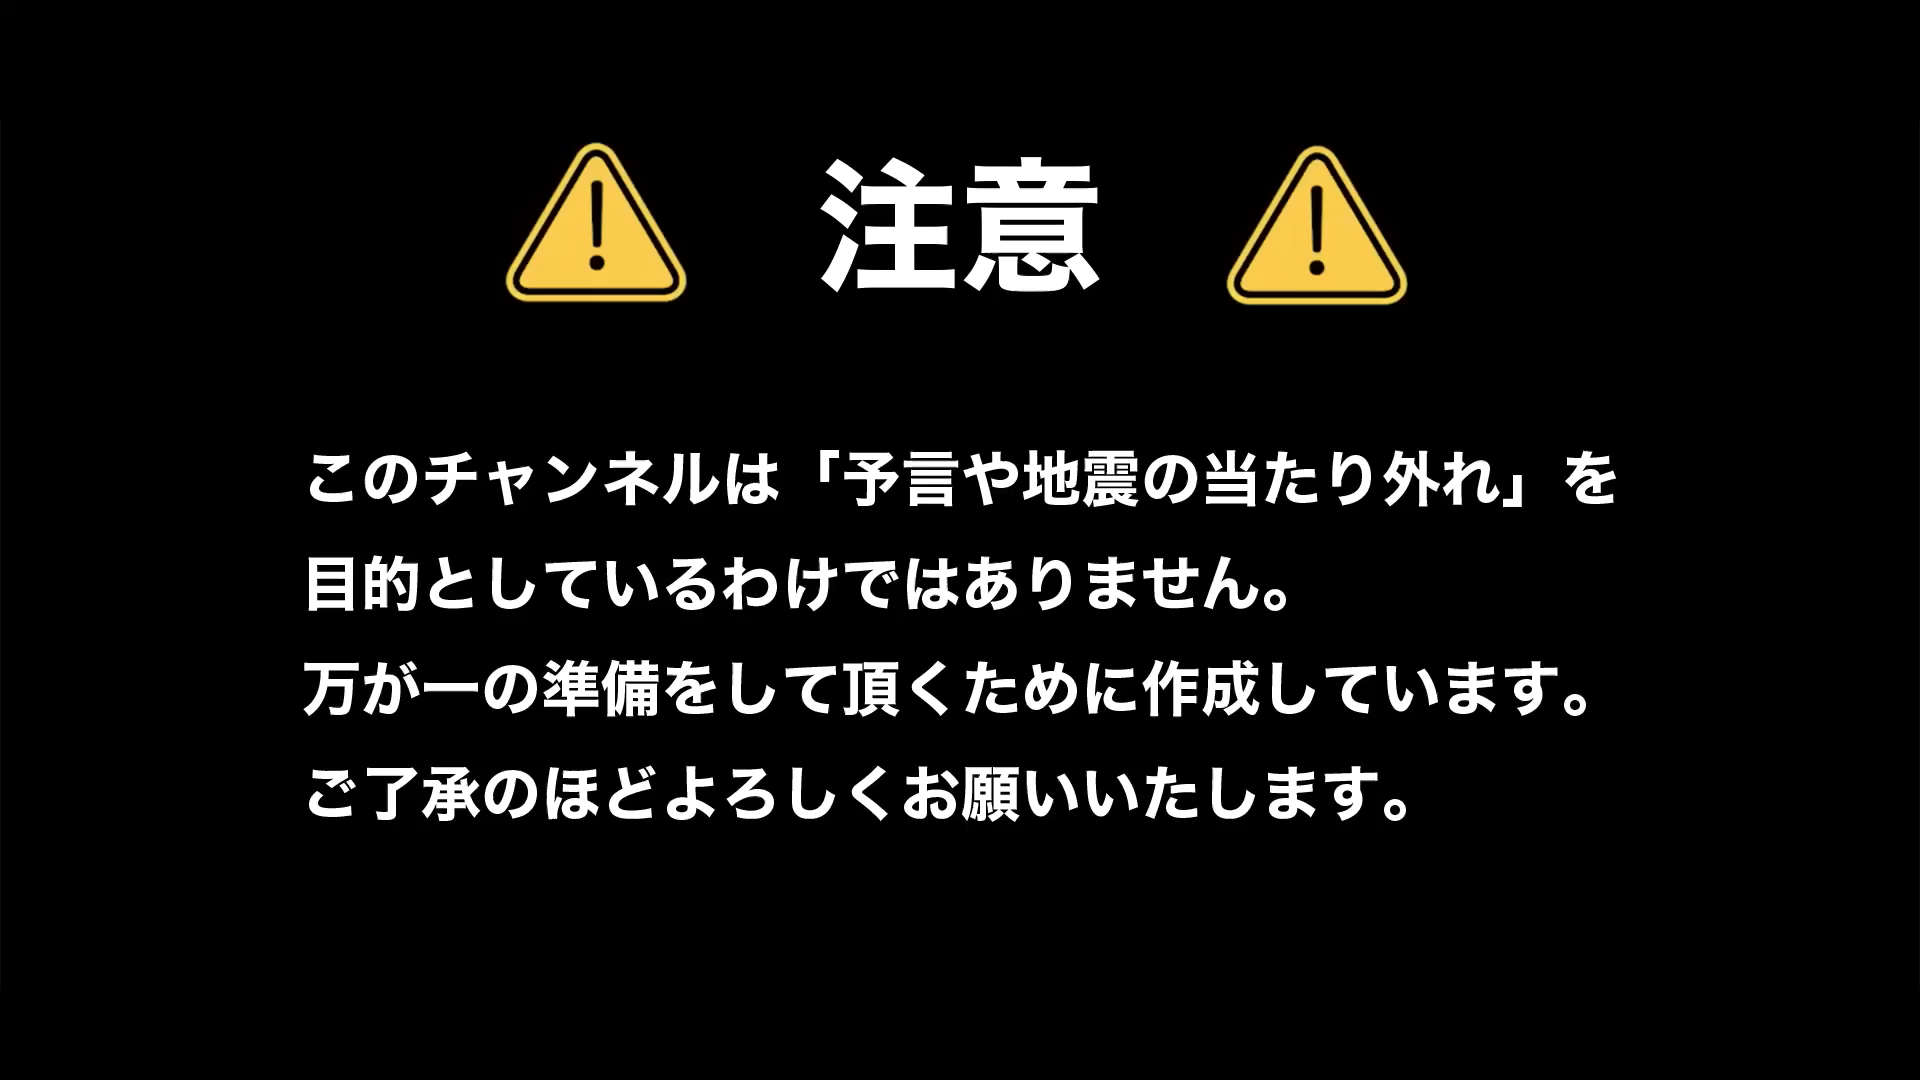 注意
このチャンネルは「予言や地震の当たり外れ」を
目的としているわけではありません。
万が一の準備をして頂くために作成しています。
ご了承のほどよろしくお願いいたします。